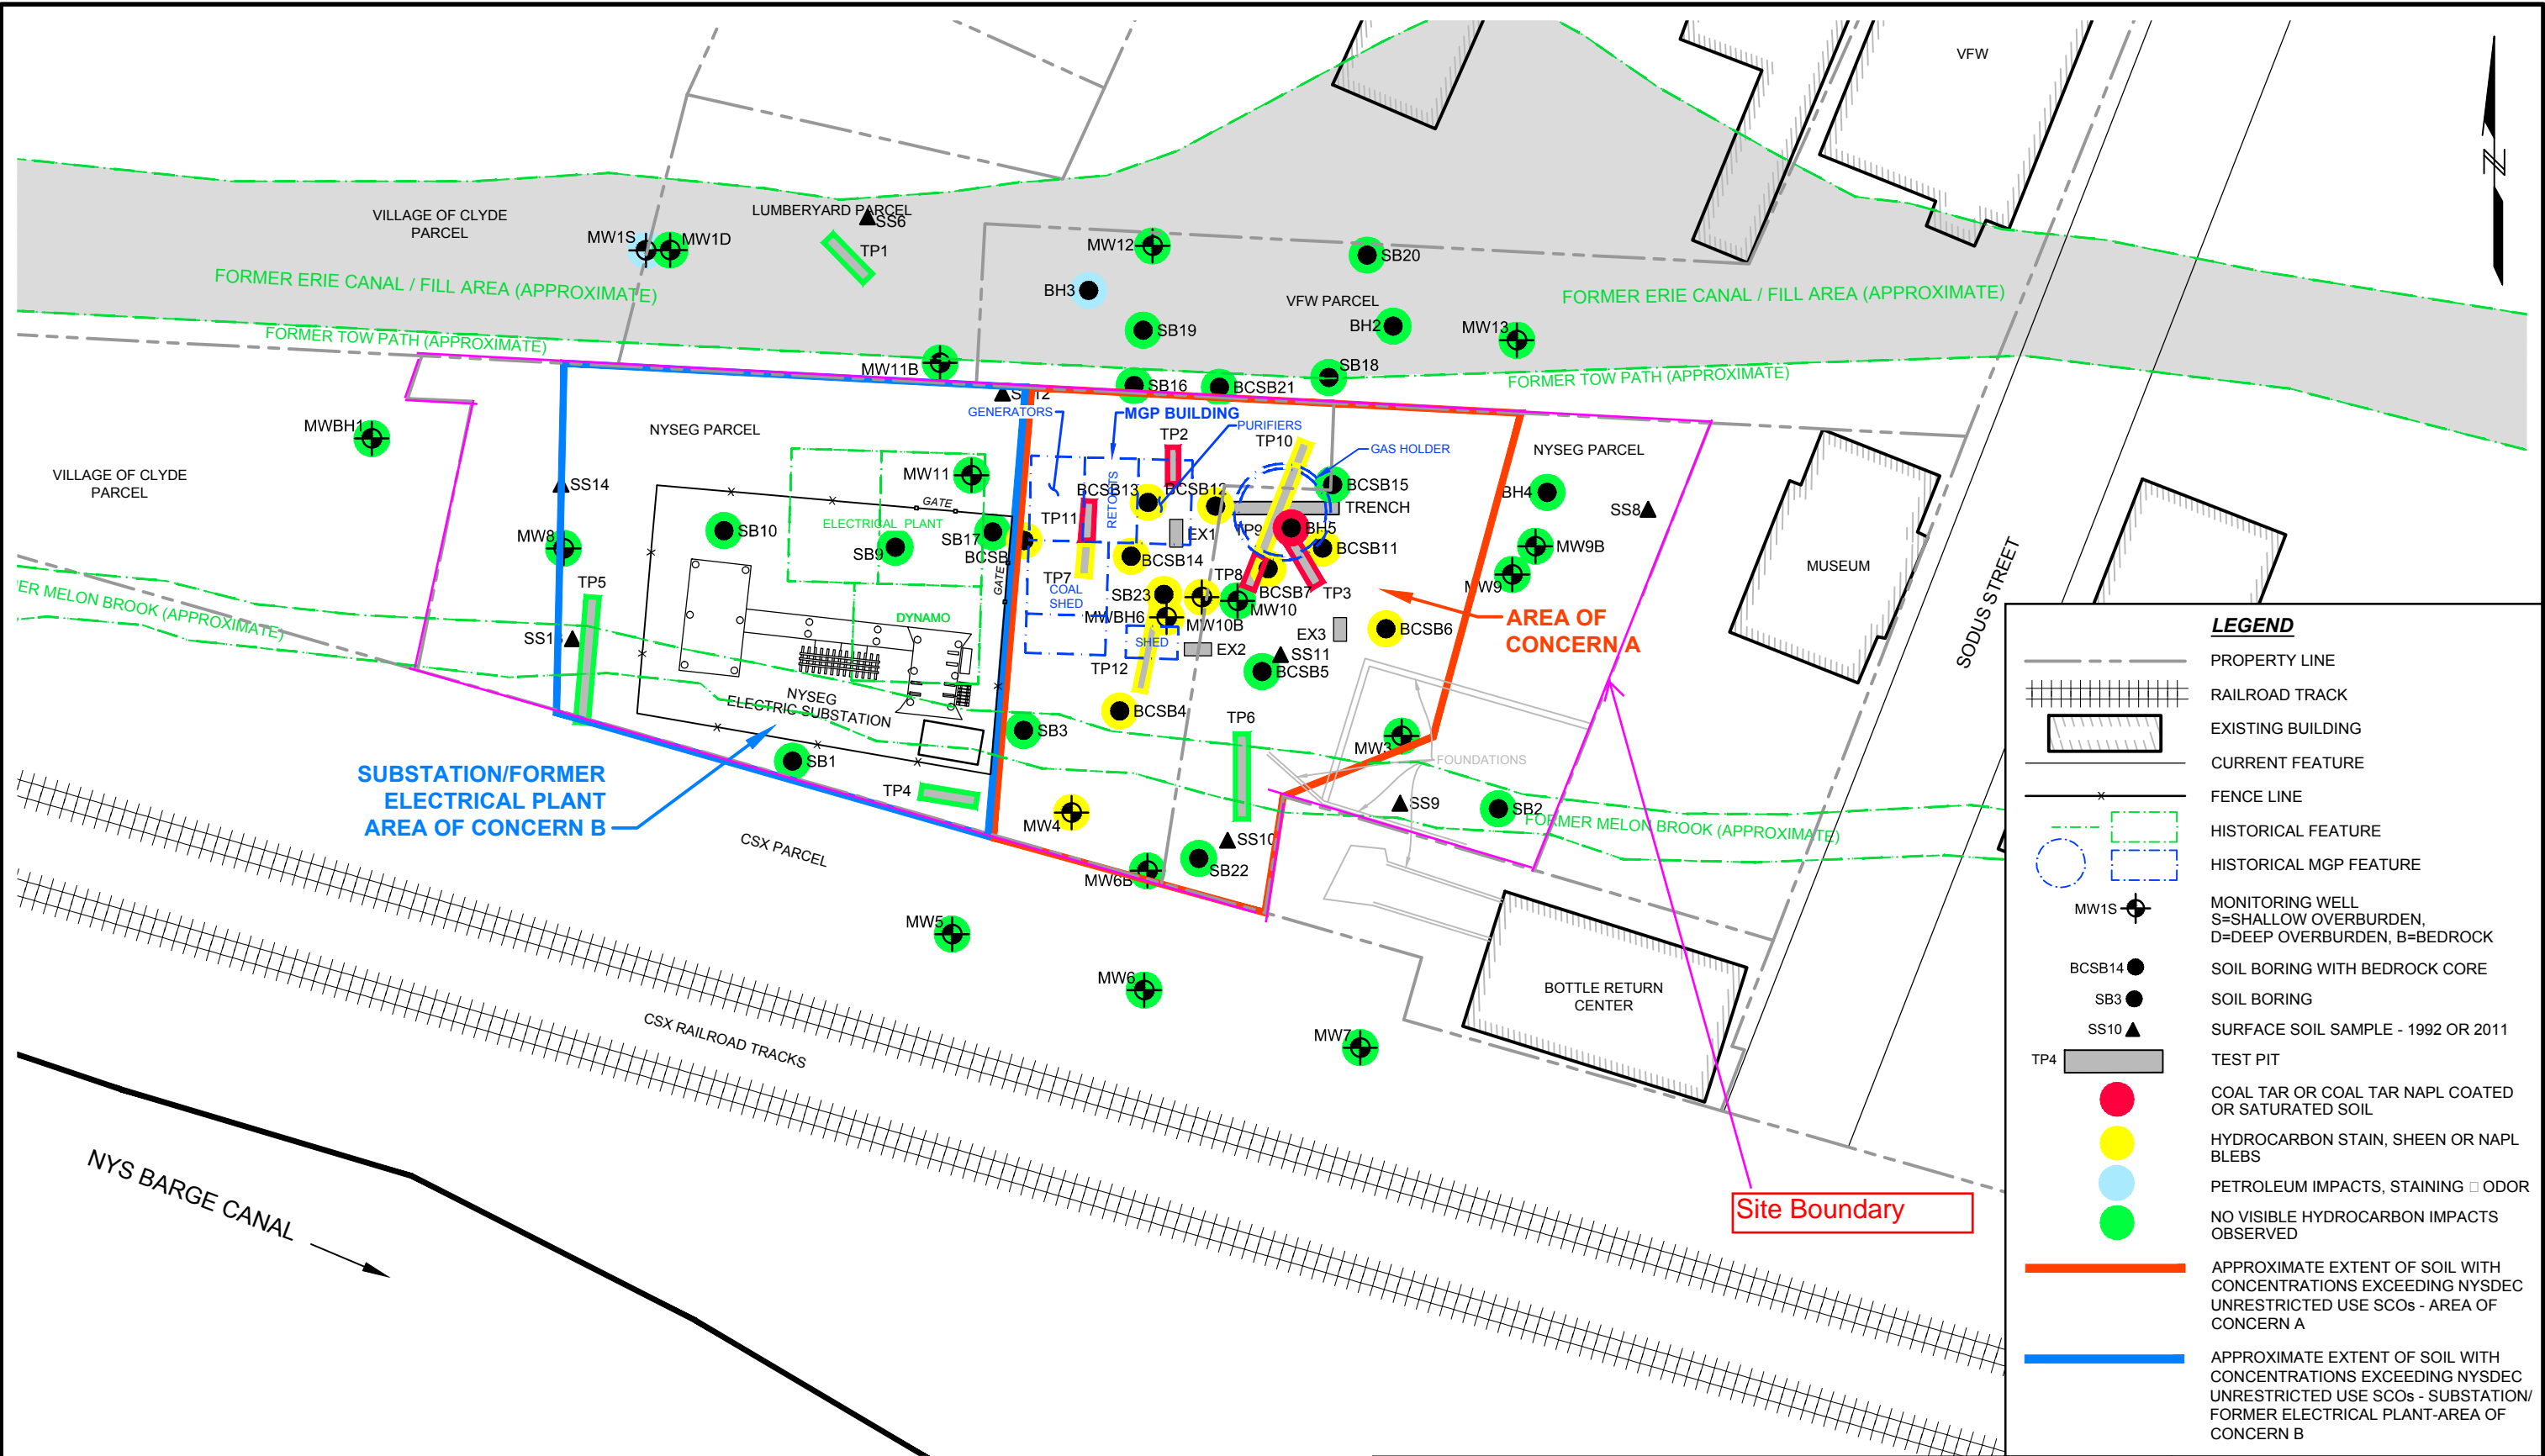 VFW
VILLAGE OF CLYDE
PARCEL
LUMBERYARD PARCEL
SS6
MW1S
MW1D
TP1
MW12
SB20
FORMER ERIE CANAL / FILL AREA (APPROXIMATE)
BH3
VFW PARCEL
FORMER ERIE CANAL / FILL AREA (APPROXIMATE)
SB19
BH2
MW13
FORMER TOW PATH (APPROXIMATE)
MW11B
SB18
SB16
BCSB21
FORMER TOW PATH (APPROXIMATE)
GENERATORS
MGP BUILDING
PURIFIERS
MWBH1
NYSEG PARCEL
TP2
TP10
GAS HOLDER
NYSEG PARCEL
VILLAGE OF CLYDE
PARCEL
SS14
MW11
RETORTS
BCSB13
BCSB12
BCSB15
BH4
GATE
TRENCH
SS8
ELECTRICAL PLANT
TP11
SB10
EX1
TP9
BH5
MW8
SB9
SB17
BCSB
BCSB14
BCSB11
MW9B
MUSEUM
TP5
GATE
TP7
TP8
MW9
COAL
SHED
SB23
BCSB7
TP3
MW10
SODUS STREET
MELON BROOK (APPROXIMATE)
DYNAMO
MWBH6
MW10B
AREA OF
CONCERN A
EX3
BCSB6
SHED
EX2
SS11
TP12
BCSB5
NYSEG
ELECTRIC SUBSTATION
BCSB4
TP6
SB3
MW3
FOUNDATIONS
SB1
SUBSTATION/FORMER
ELECTRICAL PLANT
AREA OF CONCERN B
TP4
MW4
SS9
SB2
FORMER MELON BROOK (APPROXIMATE)
CSX PARCEL
SS10
SB22
MW6B
MW5
MW6
BOTTLE RETURN
CENTER
CSX RAILROAD TRACKS
MW7
NYS BARGE CANAL
Site Boundary
N
LEGEND
PROPERTY LINE
RAILROAD TRACK
EXISTING BUILDING
CURRENT FEATURE
x FENCE LINE
HISTORICAL FEATURE
HISTORICAL MGP FEATURE
MW1S MONITORING WELL
S=SHALLOW OVERBURDEN,
D=DEEP OVERBURDEN, B=BEDROCK
BCSB14 SOIL BORING WITH BEDROCK CORE
SB3 SOIL BORING
SS10 SURFACE SOIL SAMPLE - 1992 OR 2011
TP4 TEST PIT
COAL TAR OR COAL TAR NAPL COATED
OR SATURATED SOIL
HYDROCARBON STAIN, SHEEN OR NAPL
BLEBS
PETROLEUM IMPACTS, STAINING □ ODOR
NO VISIBLE HYDROCARBON IMPACTS
OBSERVED
APPROXIMATE EXTENT OF SOIL WITH
CONCENTRATIONS EXCEEDING NYSDEC
UNRESTRICTED USE SCOs - AREA OF
CONCERN A
APPROXIMATE EXTENT OF SOIL WITH
CONCENTRATIONS EXCEEDING NYSDEC
UNRESTRICTED USE SCOs - SUBSTATION/
FORMER ELECTRICAL PLANT-AREA OF
CONCERN B